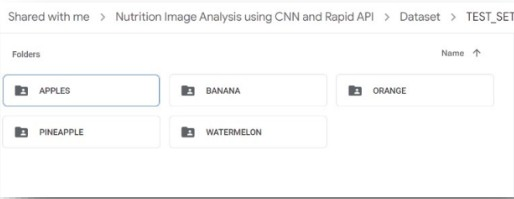 Shared with me > Nutrition Image Analysis using CNN and Rapid API > Dataset > TEST_SET
Folders Name ↑
APPLES BANANA ORANGE
PINEAPPLE WATERMELON